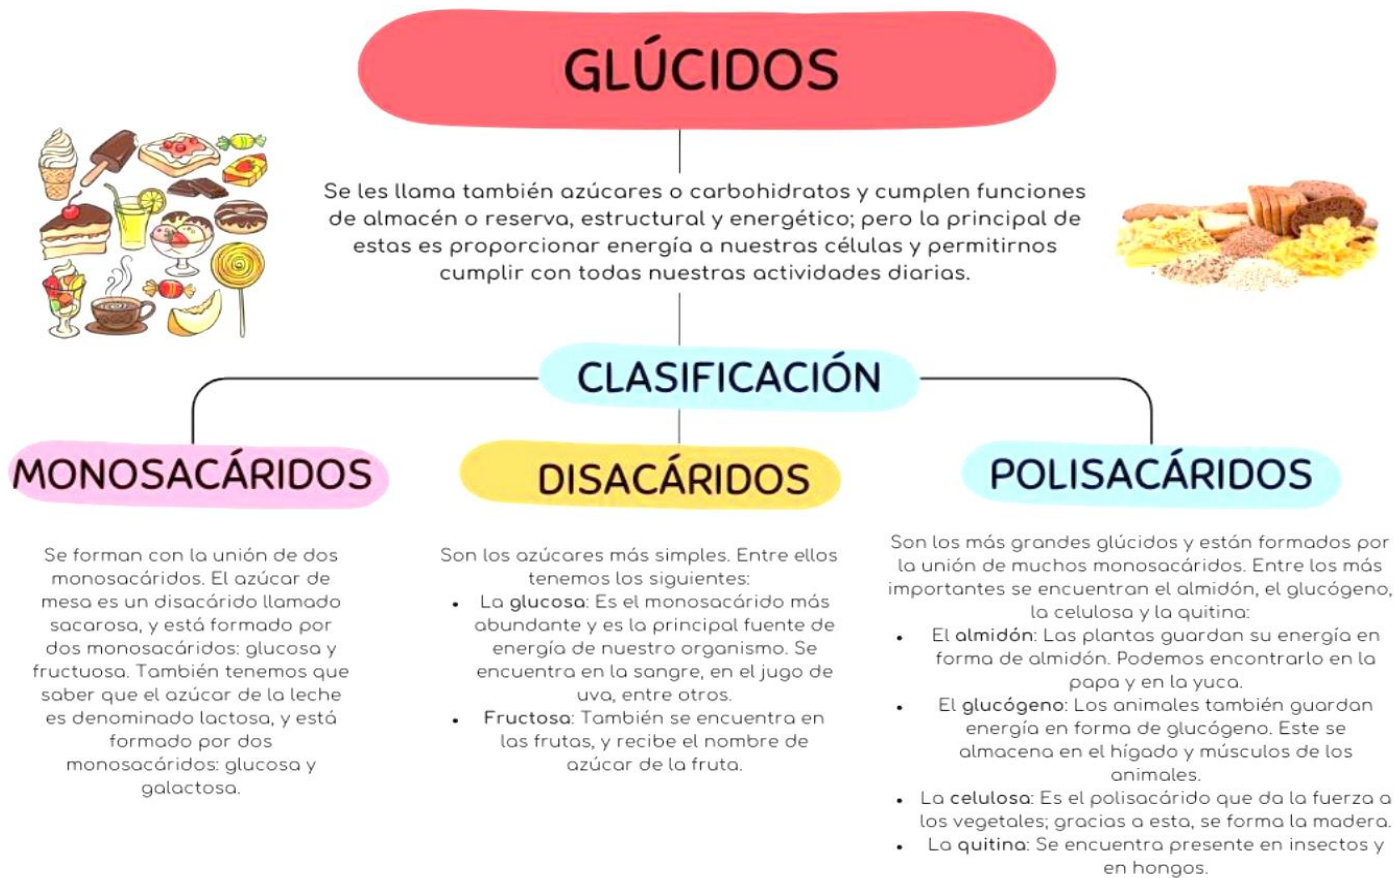 GLÚCIDOS
Se les llama también azúcares o carbohidratos y cumplen funciones
de almacén o reserva, estructural y energético; pero la principal de
estas es proporcionar energía a nuestras células y permitirnos
cumplir con todas nuestras actividades diarias.
CLASIFICACIÓN
MONOSACÁRIDOS
Se forman con la unión de dos
monosacáridos. El azúcar de
mesa es un disacárido llamado
sacarosa, y está formado por
dos monosacáridos: glucosa y
fructuosa. También tenemos que
saber que el azúcar de la leche
es denominado lactosa, y está
formado por dos
monosacáridos: glucosa y
galactosa.
DISACÁRIDOS
Son los azúcares más simples. Entre ellos
tenemos los siguientes:
• La glucosa: Es el monosacárido más
abundante y es la principal fuente de
energía de nuestro organismo. Se
encuentra en la sangre, en el jugo de
uva, entre otros.
• Fructosa: También se encuentra en
las frutas, y recibe el nombre de
azúcar de la fruta.
POLISACÁRIDOS
Son los más grandes glúcidos y están formados por
la unión de muchos monosacáridos. Entre los más
importantes se encuentran el almidón, el glucógeno,
la celulosa y la quitina:
• El almidón: Las plantas guardan su energía en
forma de almidón. Podemos encontrarlo en la
papa y en la yuca.
• El glucógeno: Los animales también guardan
energía en forma de glucógeno. Este se
almacena en el hígado y músculos de los
animales.
• La celulosa: Es el polisacárido que da la fuerza a
los vegetales; gracias a esta, se forma la madera.
• La quitina: Se encuentra presente en insectos y
en hongos.